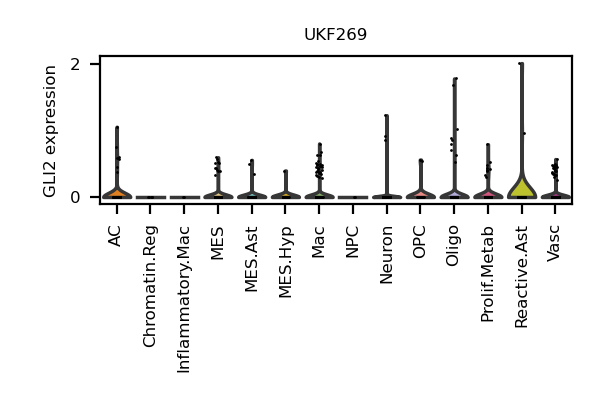 UKF269
GLI2 expression
2
0
AC
Chromatin.Reg
Inflammatory.Mac
MES
MES.Ast
MES.Hyp
Mac
NPC
Neuron
OPC
Oligo
Prolif.Metab
Reactive.Ast
Vasc